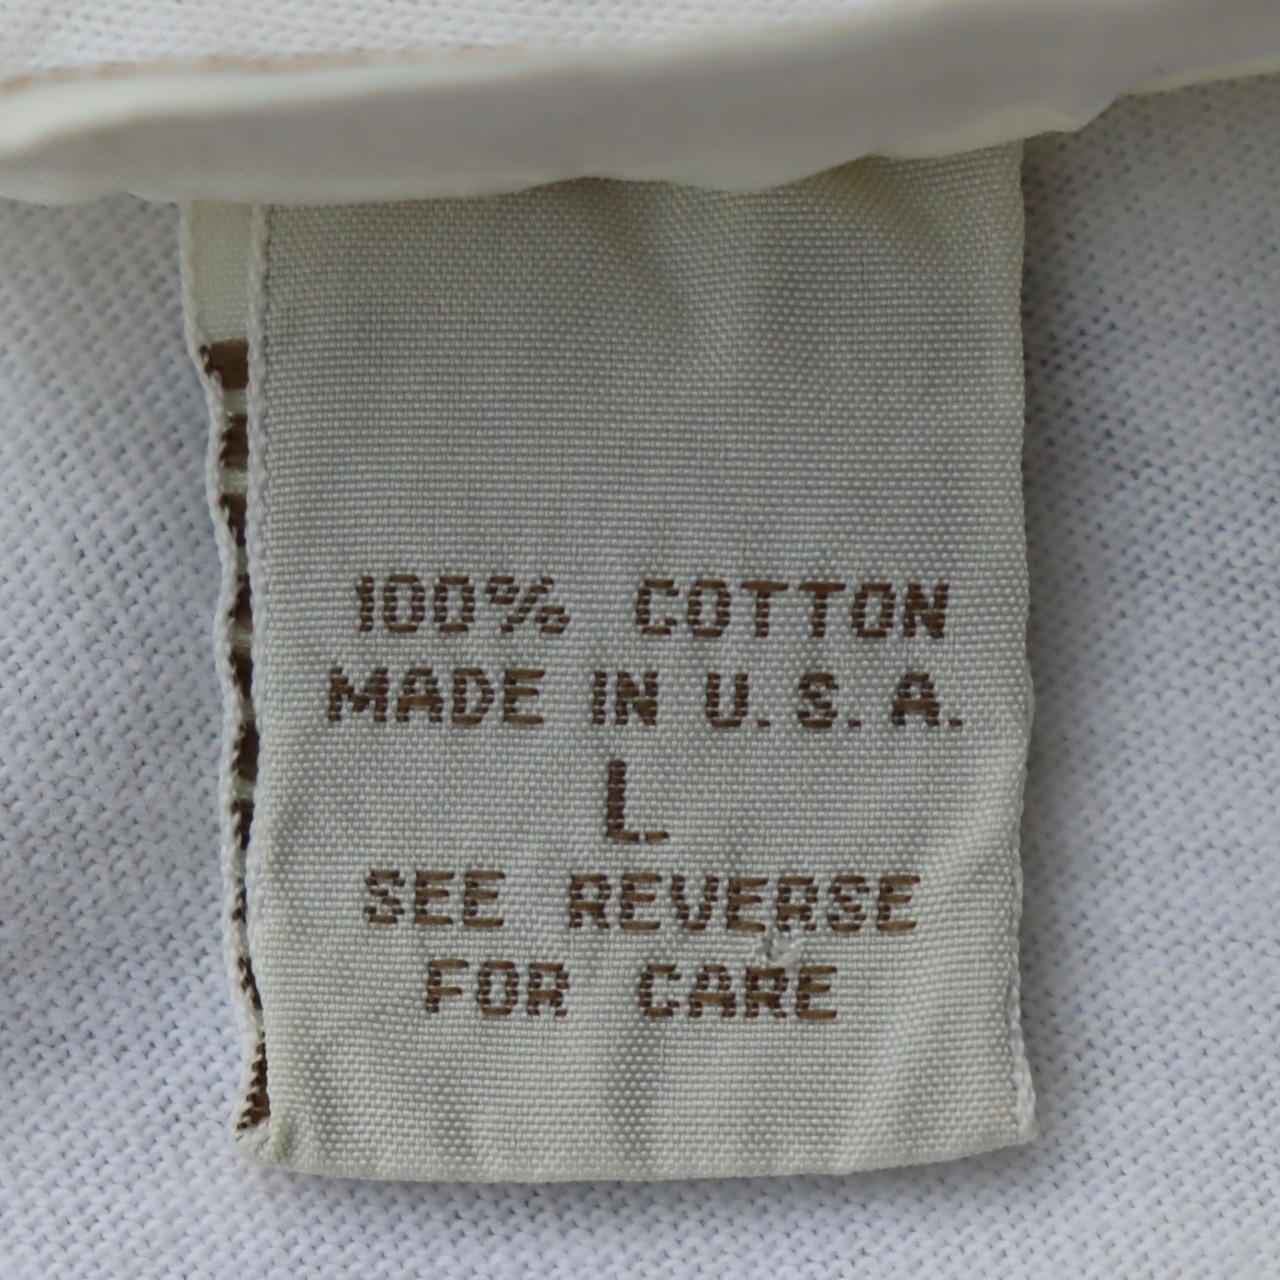 100% COTTON
MADE IN U.S.A.
L
SEE REVERSE
FOR CARE